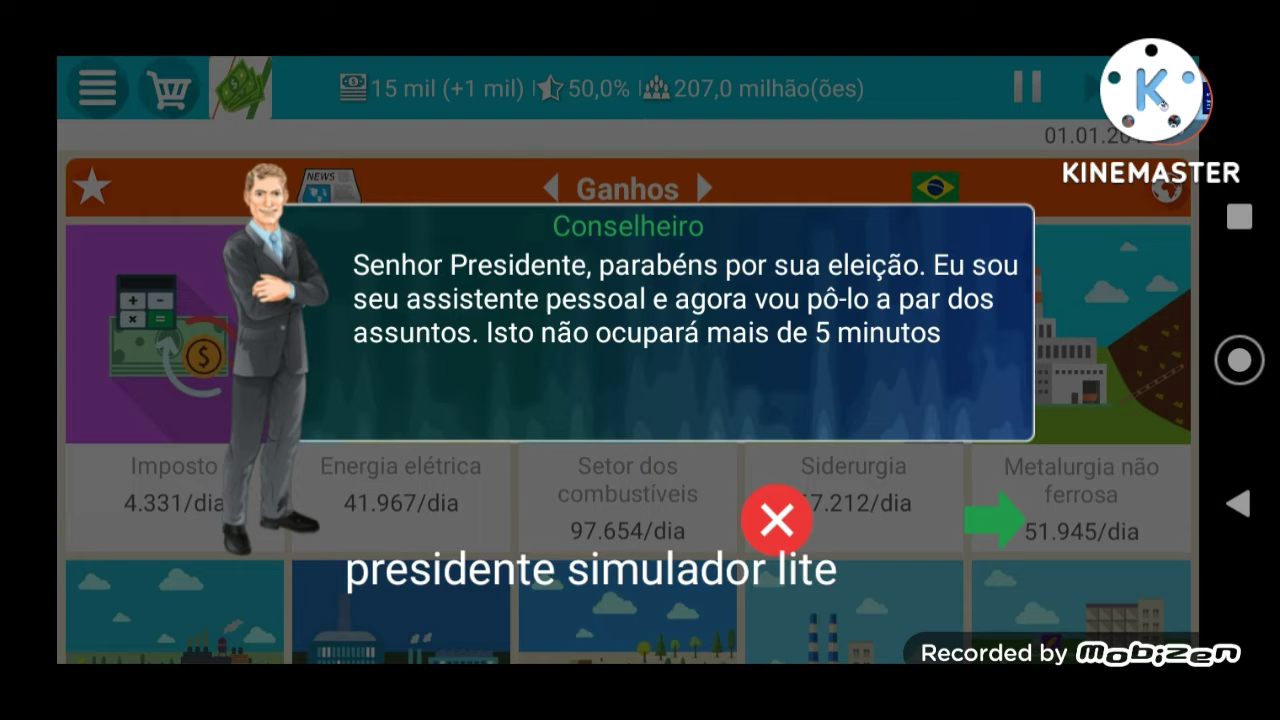 15 mil (+1 mil) 50,0% 207,0 milhão(ões)
K
KINEMASTER
01.01.20
NEWS
Ganhos
Conselheiro
Senhor Presidente, parabéns por sua eleição. Eu sou
seu assistente pessoal e agora vou pô-lo a par dos
assuntos. Isto não ocupará mais de 5 minutos
Imposto
4.331/dia
Energia elétrica
41.967/dia
Setor dos
combustíveis
97.654/dia
Siderurgia
7.212/dia
Metalurgia não
ferrosa
51.945/dia
presidente simulador lite
Recorded by mobizen